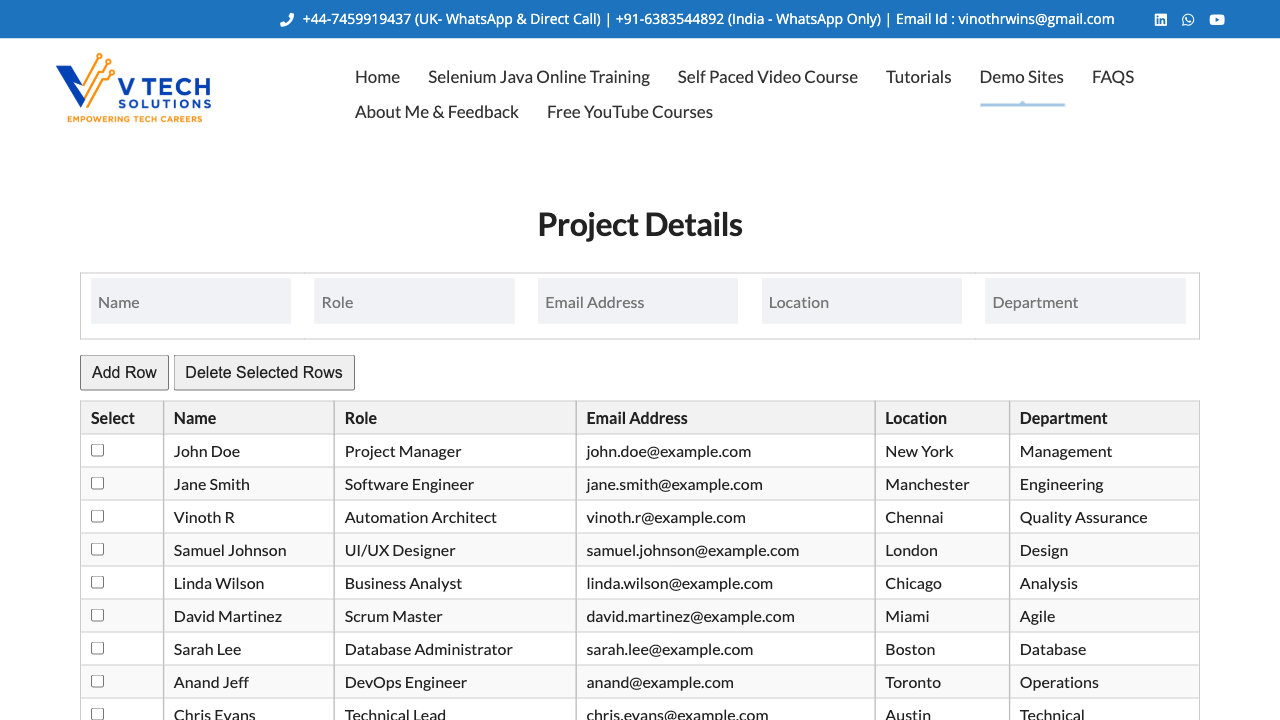 +44-7459919437 (UK- WhatsApp & Direct Call) | +91-6383544892 (India - WhatsApp Only) | Email Id : vinothrwins@gmail.com
V TECH
SOLUTIONS
EMPOWERING TECH CAREERS
Home Selenium Java Online Training Self Paced Video Course Tutorials Demo Sites FAQS
About Me & Feedback Free YouTube Courses
Project Details
Name Role Email Address Location Department
Add Row Delete Selected Rows
Select Name Role Email Address Location Department
John Doe Project Manager john.doe@example.com New York Management
Jane Smith Software Engineer jane.smith@example.com Manchester Engineering
Vinoth R Automation Architect vinoth.r@example.com Chennai Quality Assurance
Samuel Johnson UI/UX Designer samuel.johnson@example.com London Design
Linda Wilson Business Analyst linda.wilson@example.com Chicago Analysis
David Martinez Scrum Master david.martinez@example.com Miami Agile
Sarah Lee Database Administrator sarah.lee@example.com Boston Database
Anand Jeff DevOps Engineer anand@example.com Toronto Operations
Chris Evans Technical Lead chris.evans@example.com Austin Technical